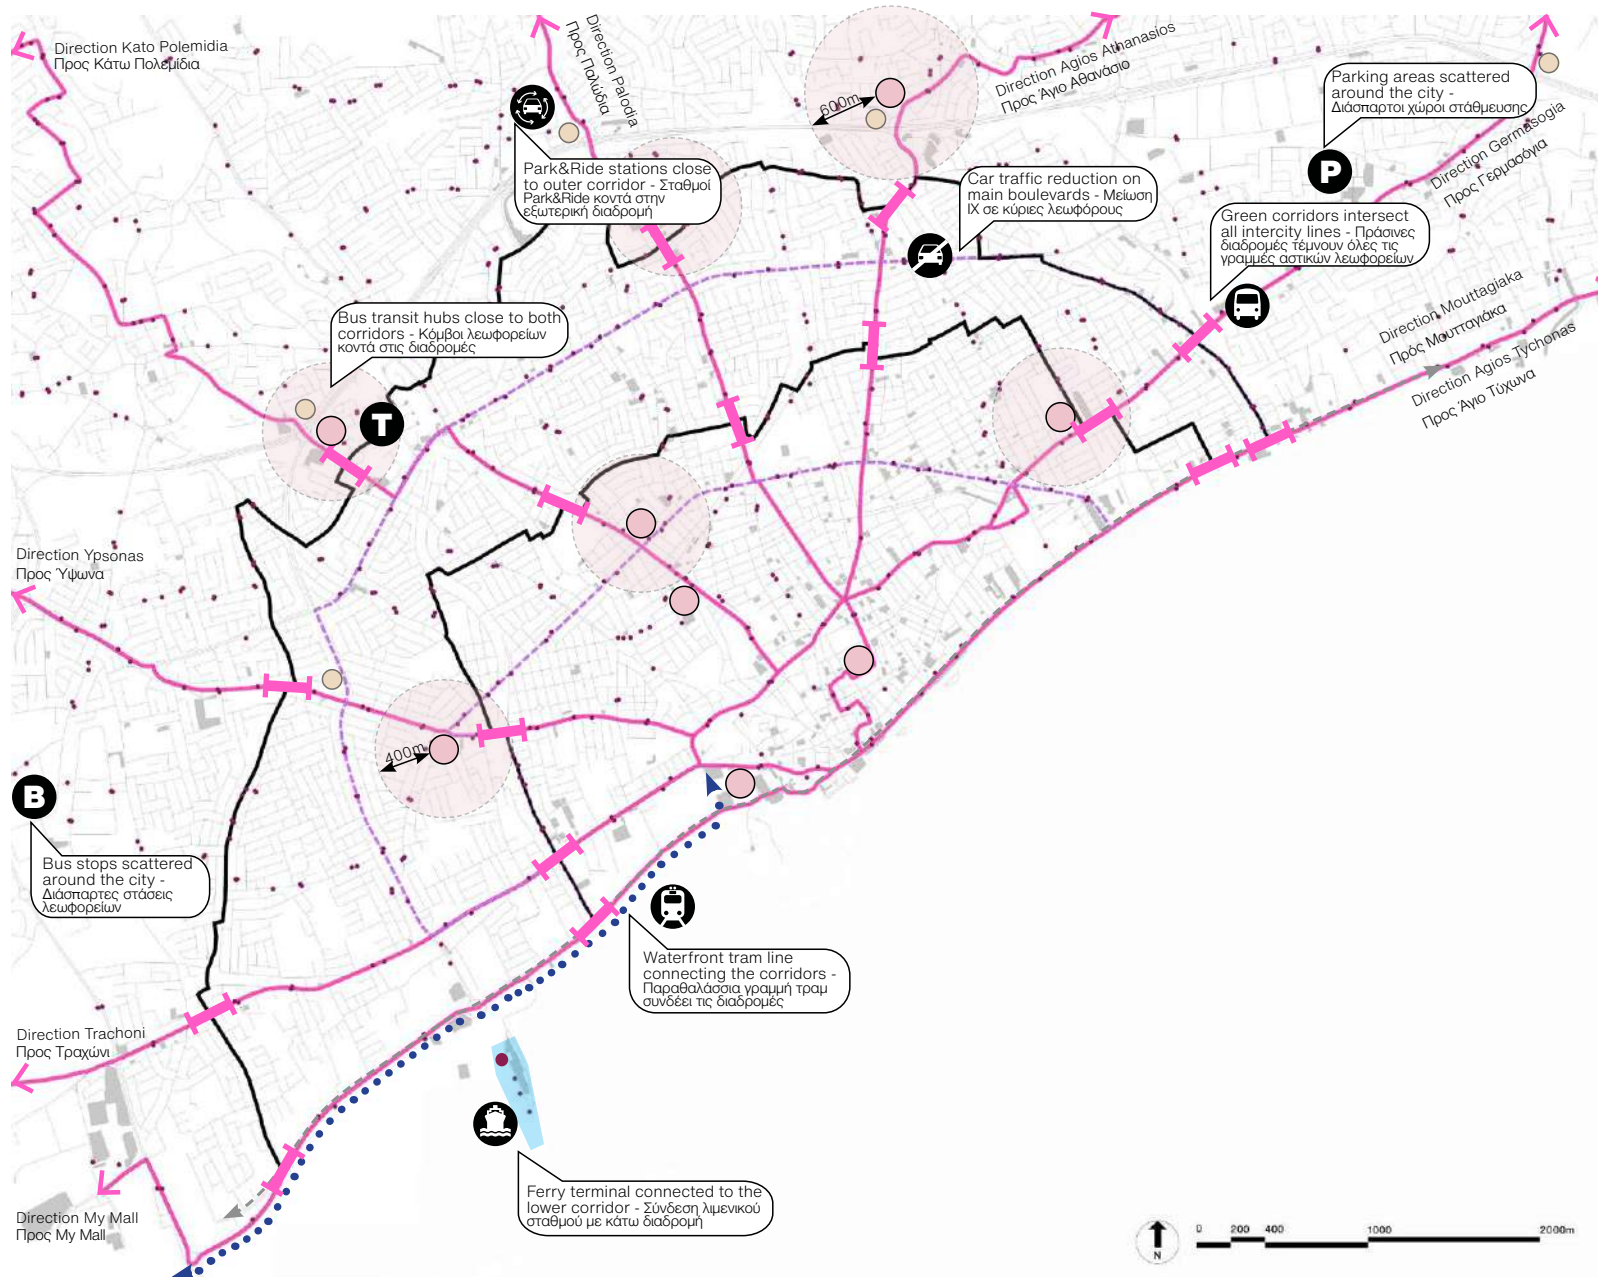 Direction Kato Polemidia
Προς Κάτω Πολεμίδια
Direction Palodia
Προς Παλώδια
600m
Direction Agios Athanasios
Προς Άγιο Αθανάσιο
Parking areas scattered
around the city -
Διάσπαρτοι χώροι στάθμευσης
P
Direction Germasogia
Προς Γερμασόγια
Park&Ride stations close
to outer corridor - Σταθμοί
Park&Ride κοντά στην
εξωτερική διαδρομή
Car traffic reduction on
main boulevards - Μείωση
ΙΧ σε κύριες λεωφόρους
Green corridors intersect
all intercity lines - Πράσινες
διαδρομές τέμνουν όλες τις
γραμμές αστικών λεωφορείων
Direction Mouttagiaka
Πρός Μουτταγιάκα
Direction Agios Tychonas
Προς Άγιο Τύχωνα
Bus transit hubs close to both
corridors - Κόμβοι λεωφορείων
κοντά στις διαδρομές
T
Direction Ypsonas
Προς Ύψωνα
400m
B
Bus stops scattered
around the city -
Διάσπαρτες στάσεις
λεωφορείων
Waterfront tram line
connecting the corridors -
Παραθαλάσσια γραμμή τραμ
συνδέει τις διαδρομές
Direction Trachoni
Προς Τραχώνι
Ferry terminal connected to the
lower corridor - Σύνδεση λιμενικού
σταθμού με κάτω διαδρομή
Direction My Mall
Προς My Mall
N
0 200 400 1000 2000m